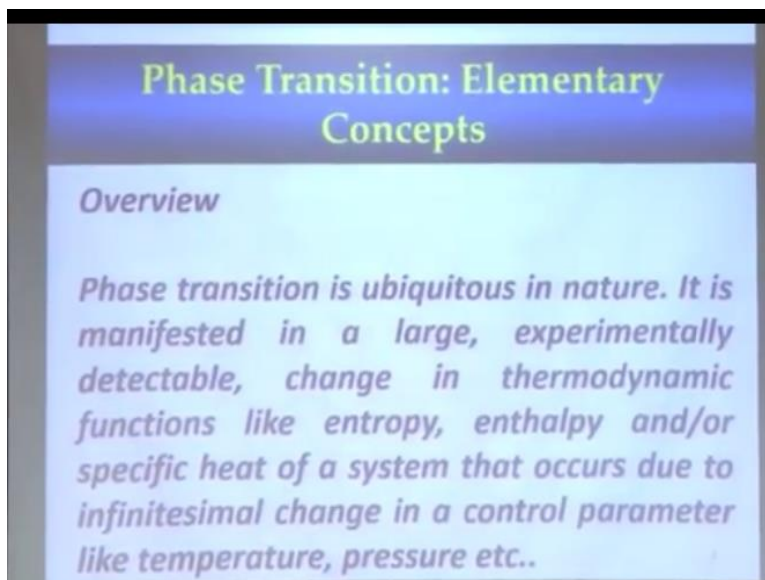 Phase Transition: Elementary
Concepts
Overview
Phase transition is ubiquitous in nature. It is
manifested in a large, experimentally
detectable, change in thermodynamic
functions like entropy, enthalpy and/or
specific heat of a system that occurs due to
infinitesimal change in a control parameter
like temperature, pressure etc..